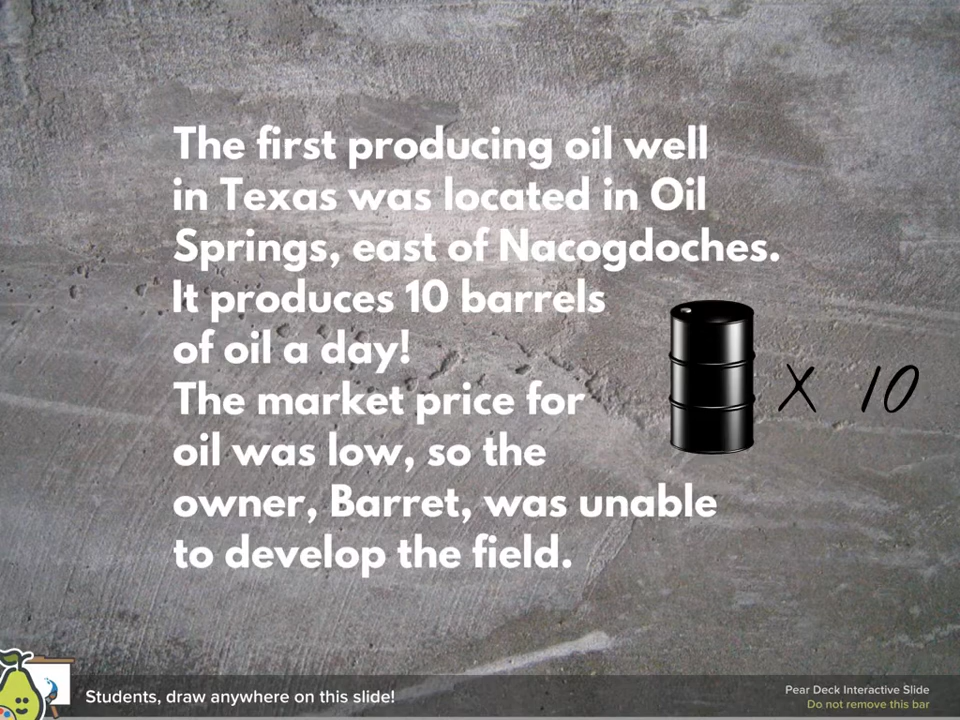 The first producing oil well
in Texas was located in Oil
Springs, east of Nacogdoches.
It produces 10 barrels
of oil a day!
The market price for
oil was low, so the
owner, Barret, was unable
to develop the field.
X 10
Students, draw anywhere on this slide!
Pear Deck Interactive Slide
Do not remove this bar